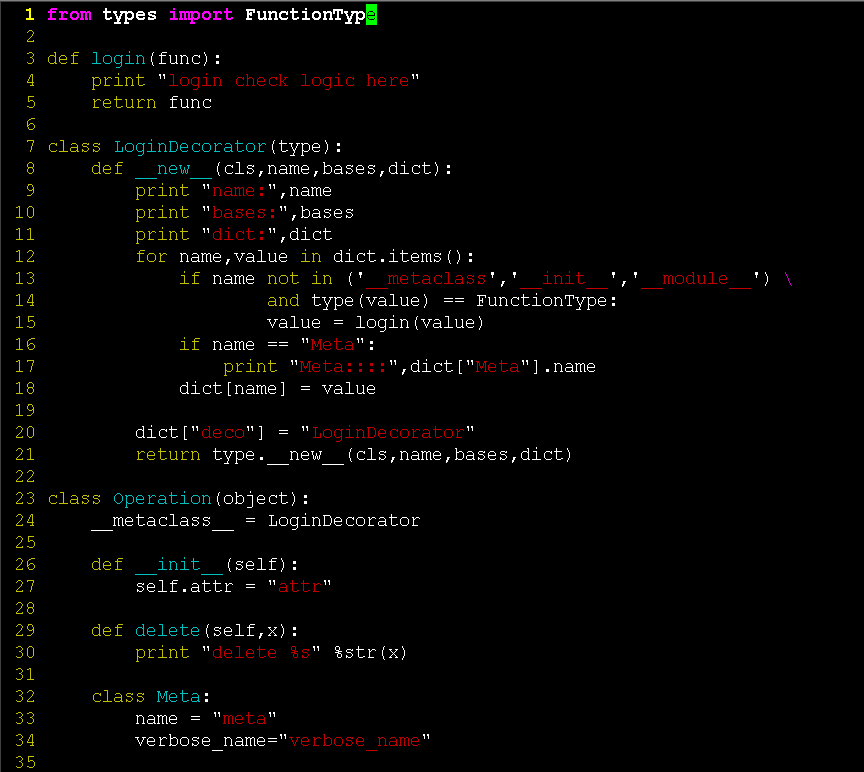 1 from types import FunctionType
2
3 def login(func):
4     print "login check logic here"
5     return func
6
7 class LoginDecorator(type):
8     def __new__(cls,name,bases,dict):
9         print "name:",name
10         print "bases:",bases
11         print "dict:",dict
12         for name,value in dict.items():
13             if name not in ('__metaclass','__init__','__module__') \
14                     and type(value) == FunctionType:
15                     value = login(value)
16             if name == "Meta":
17                 print "Meta::::",dict["Meta"].name
18             dict[name] = value
19
20         dict["deco"] = "LoginDecorator"
21         return type.__new__(cls,name,bases,dict)
22
23 class Operation(object):
24     __metaclass__ = LoginDecorator
25
26     def __init__(self):
27         self.attr = "attr"
28
29     def delete(self,x):
30         print "delete %s" %str(x)
31
32     class Meta:
33         name = "meta"
34         verbose_name="verbose_name"
35